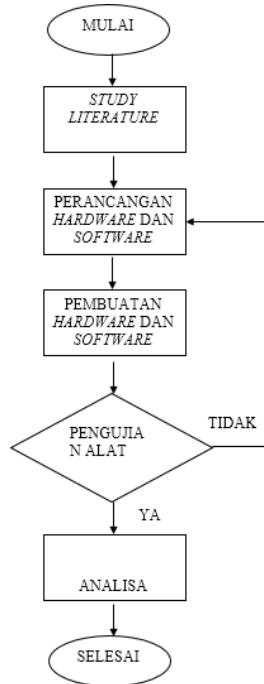 MULAI
STUDY
LITERATURE
PERANCANGAN
HARDWARE DAN
SOFTWARE
PEMBUATAN
HARDWARE DAN
SOFTWARE
PENGUJIA
N ALAT
TIDAK
YA
ANALISA
SELESAI